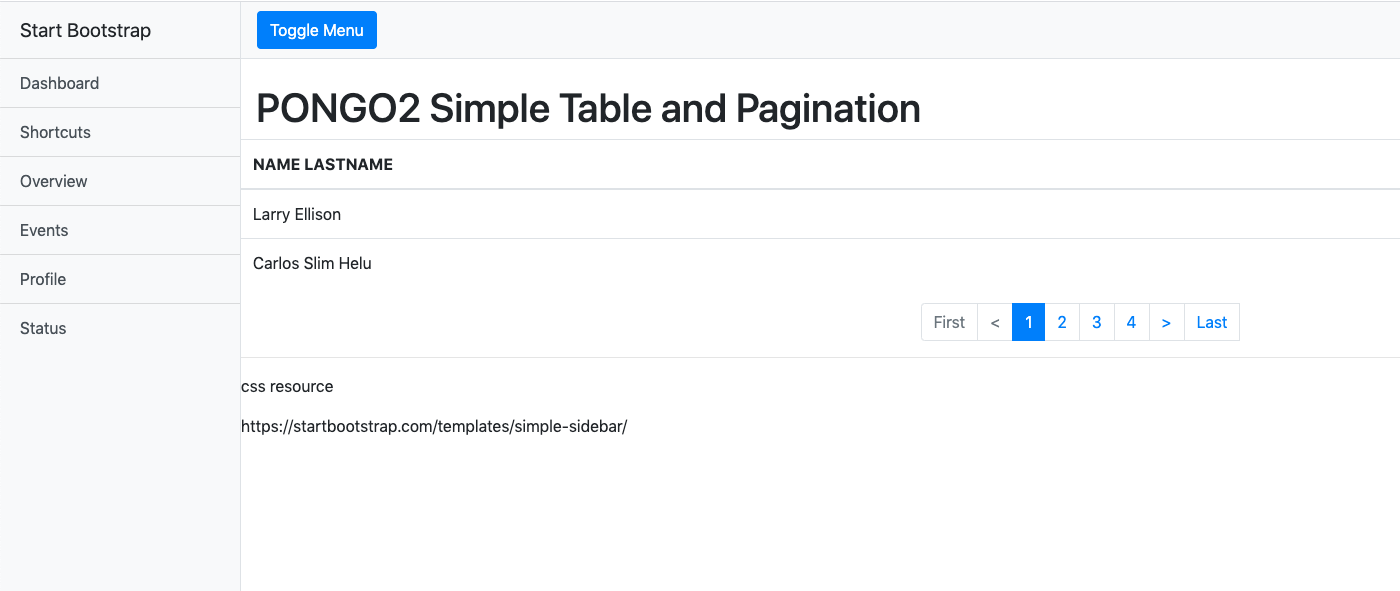 Start Bootstrap
Toggle Menu
Dashboard
Shortcuts
Overview
Events
Profile
Status
PONGO2 Simple Table and Pagination
NAME LASTNAME
Larry Ellison
Carlos Slim Helu
First < 1 2 3 4 > Last
css resource
https://startbootstrap.com/templates/simple-sidebar/